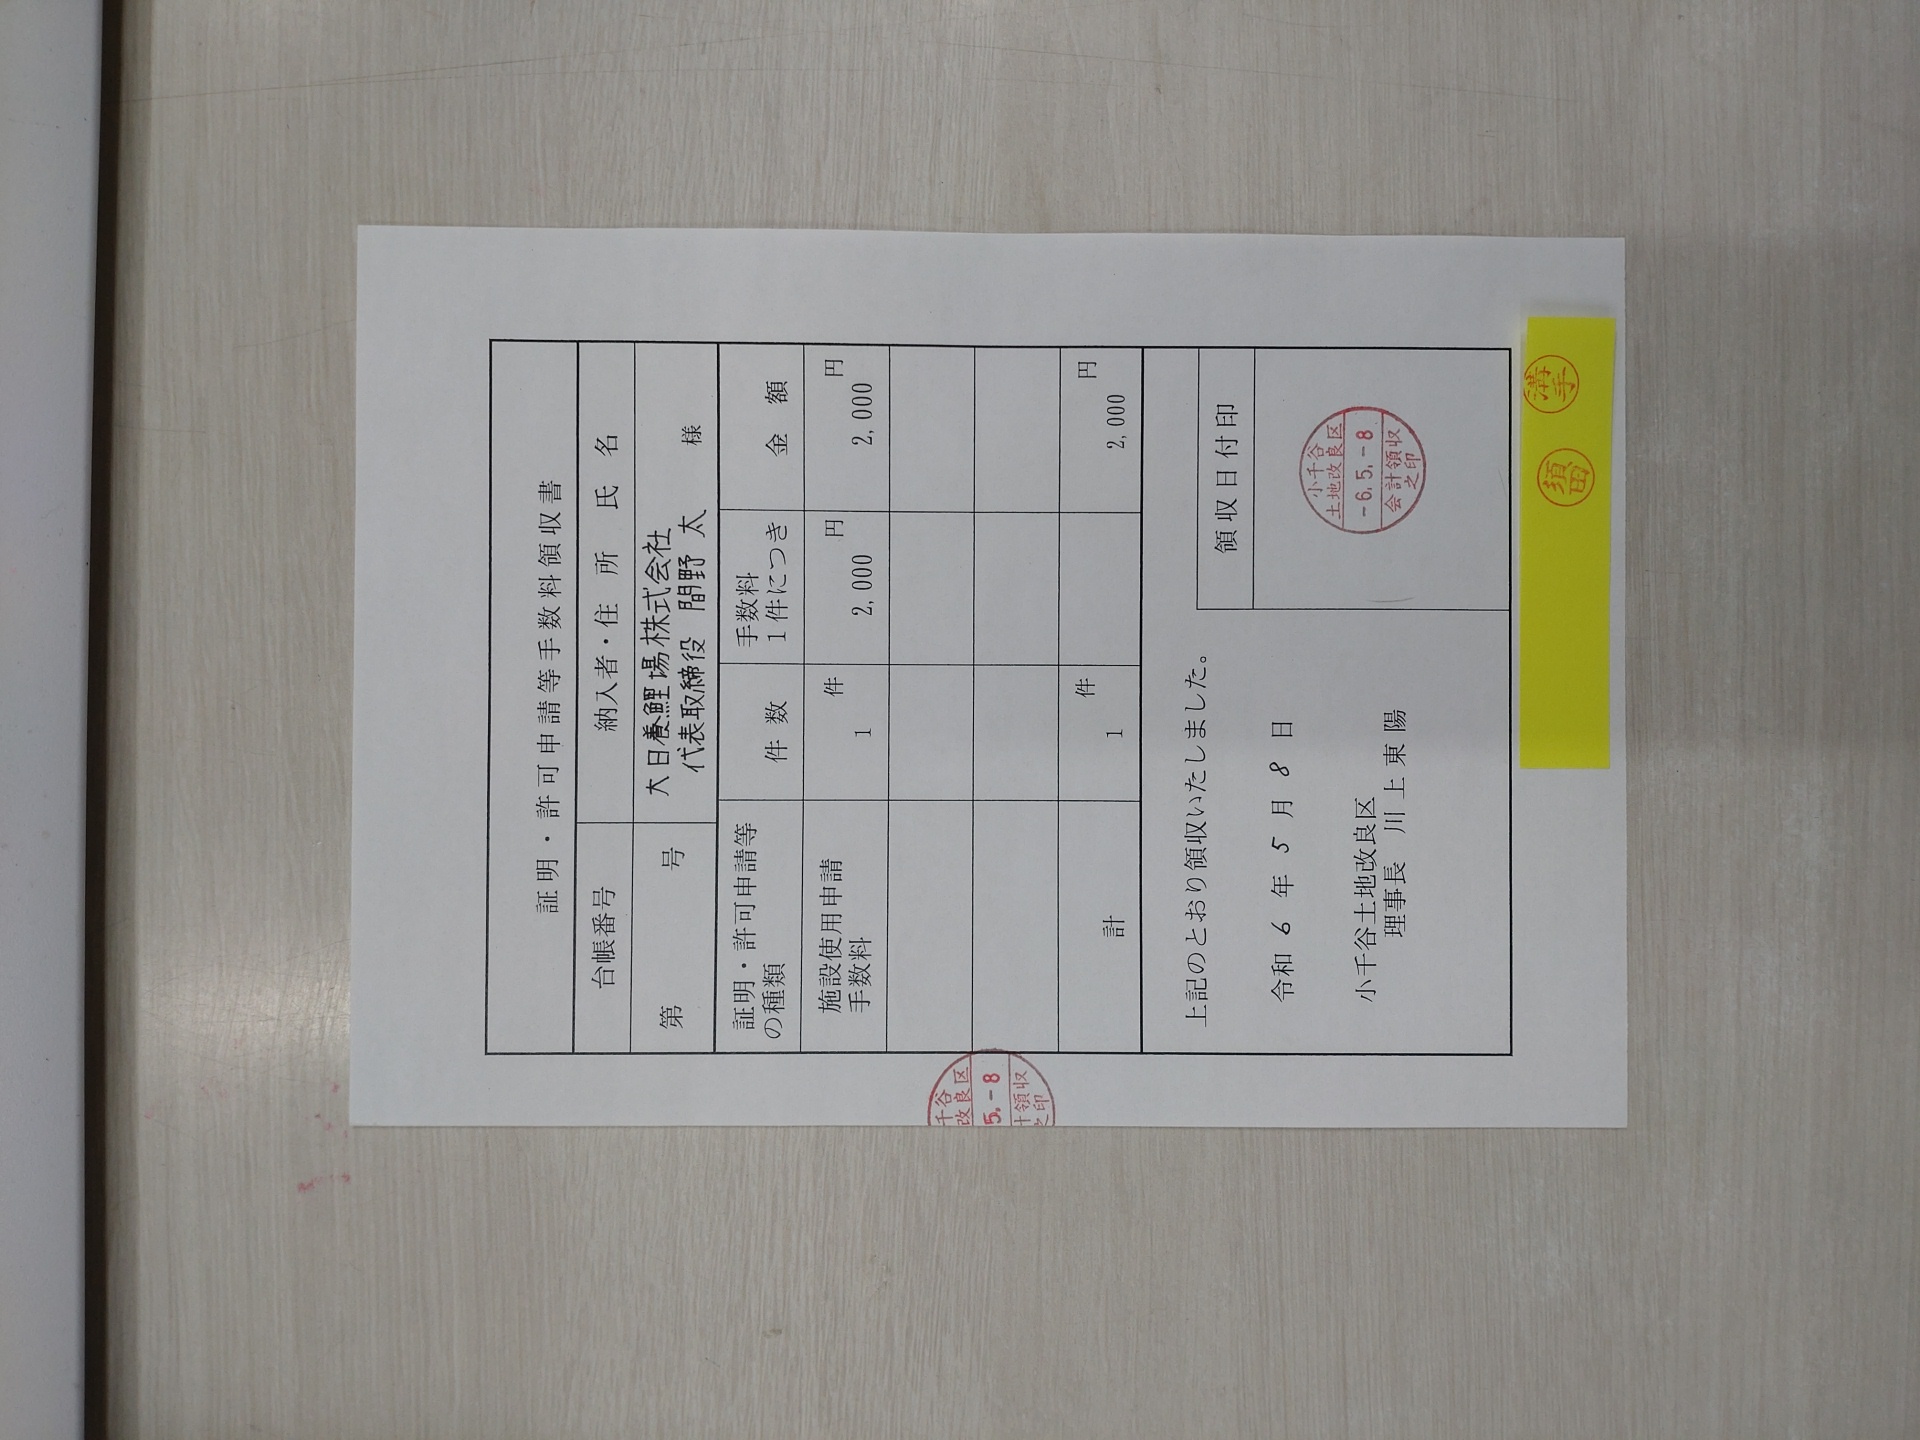 証明・許可申請等手数料領収書
台帳番号
納入者・住 所 氏 名
第 号
大日養鯉場株式会社
代表取締役 間野 太 様
証明・許可申請等
の種類
件 数
手数料
１件につき
金 額
施設使用申請
手数料
件
1
円
2,000
円
2,000
計
件
1
円
2,000
千谷
改良区
5.-8
計領収
之印
上記のとおり領収いたしました。
令和 6 年 5 月 8 日
小千谷土地改良区
理事長 川上東陽
領収日付印
小千谷
土地改良区
-6.5.-8
会計領収
之印
須田
溝手